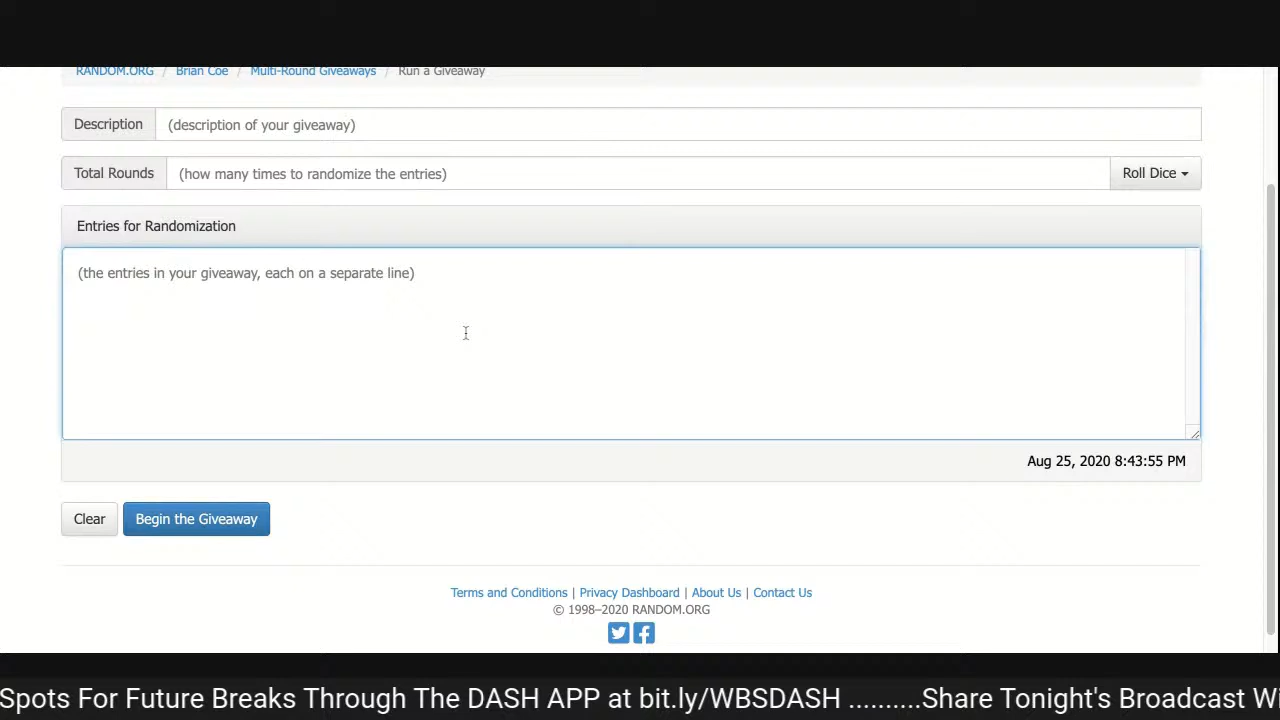 RANDOM.ORG / Brian Coe / Multi-Round Giveaways / Run a Giveaway
Description (description of your giveaway)
Total Rounds (how many times to randomize the entries) Roll Dice
Entries for Randomization
(the entries in your giveaway, each on a separate line)
Aug 25, 2020 8:43:55 PM
Clear Begin the Giveaway
Terms and Conditions | Privacy Dashboard | About Us | Contact Us
© 1998–2020 RANDOM.ORG
Spots For Future Breaks Through The DASH APP at bit.ly/WBSDASH ..........Share Tonight's Broadcast Wi